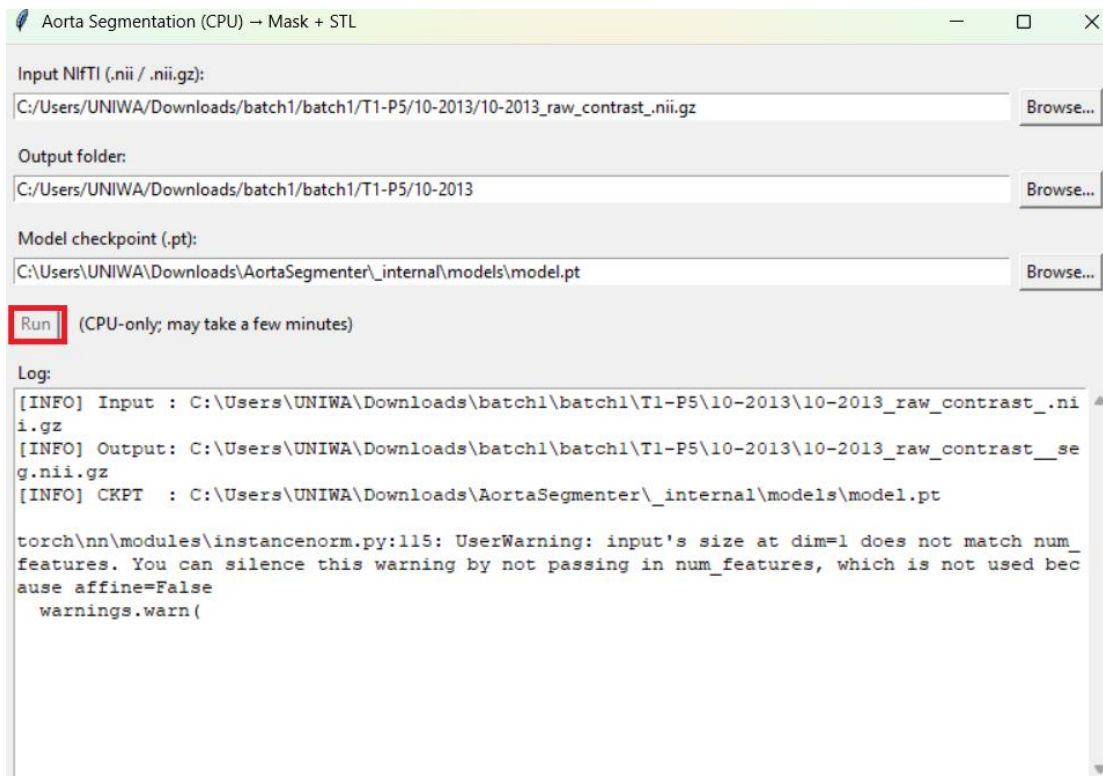 Aorta Segmentation (CPU) → Mask + STL
Input NIfTI (.nii / .nii.gz):
C:/Users/UNIWA/Downloads/batch1/batch1/T1-P5/10-2013/10-2013_raw_contrast_.nii.gz
Browse...
Output folder:
C:/Users/UNIWA/Downloads/batch1/batch1/T1-P5/10-2013
Browse...
Model checkpoint (.pt):
C:\Users\UNIWA\Downloads\AortaSegmenter\_internal\models\model.pt
Browse...
Run (CPU-only; may take a few minutes)
Log:
[INFO] Input : C:\Users\UNIWA\Downloads\batch1\batch1\T1-P5\10-2013\10-2013_raw_contrast_.ni
i.gz
[INFO] Output: C:\Users\UNIWA\Downloads\batch1\batch1\T1-P5\10-2013\10-2013_raw_contrast__se
g.nii.gz
[INFO] CKPT  : C:\Users\UNIWA\Downloads\AortaSegmenter\_internal\models\model.pt
torch\nn\modules\instancenorm.py:115: UserWarning: input's size at dim=1 does not match num_
features. You can silence this warning by not passing in num_features, which is not used bec
ause affine=False
  warnings.warn(